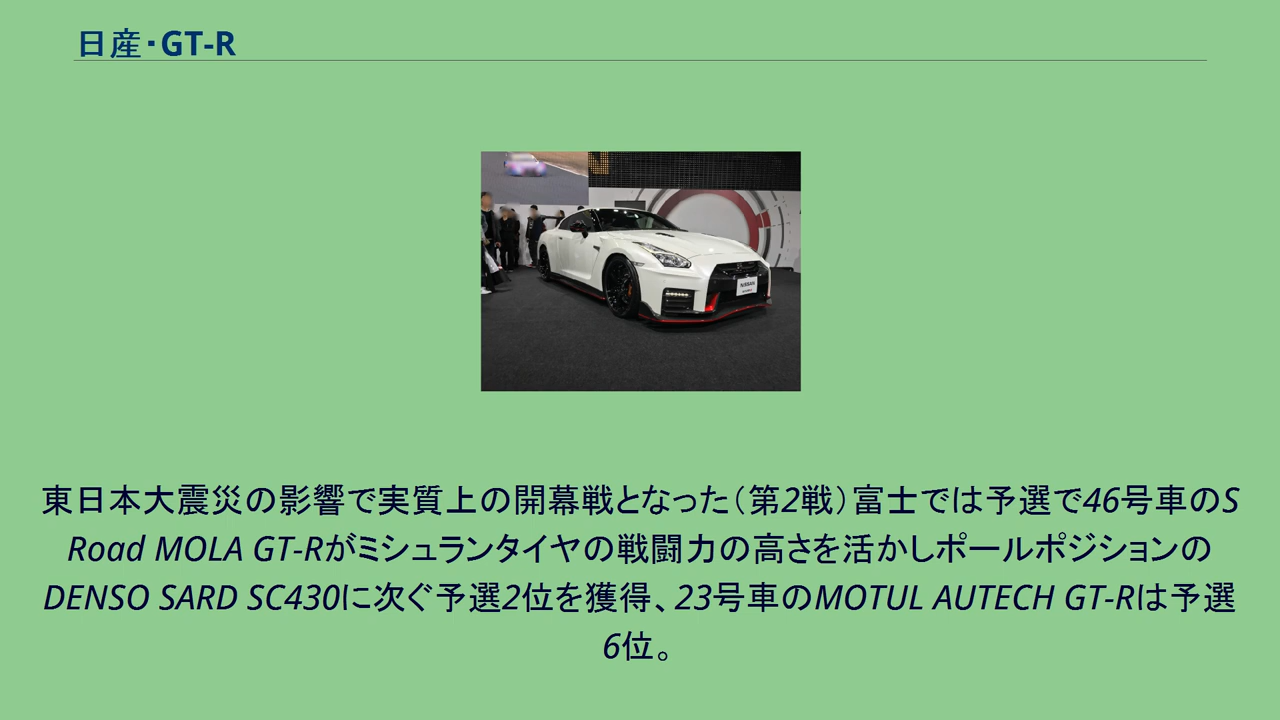 日産・GT-R
NISSAN
東日本大震災の影響で実質上の開幕戦となった（第2戦）富士では予選で46号車のS
Road MOLA GT-Rがミシュランタイヤの戦闘力の高さを活かしポールポジションの
DENSO SARD SC430に次ぐ予選2位を獲得、23号車のMOTUL AUTECH GT-Rは予選
6位。